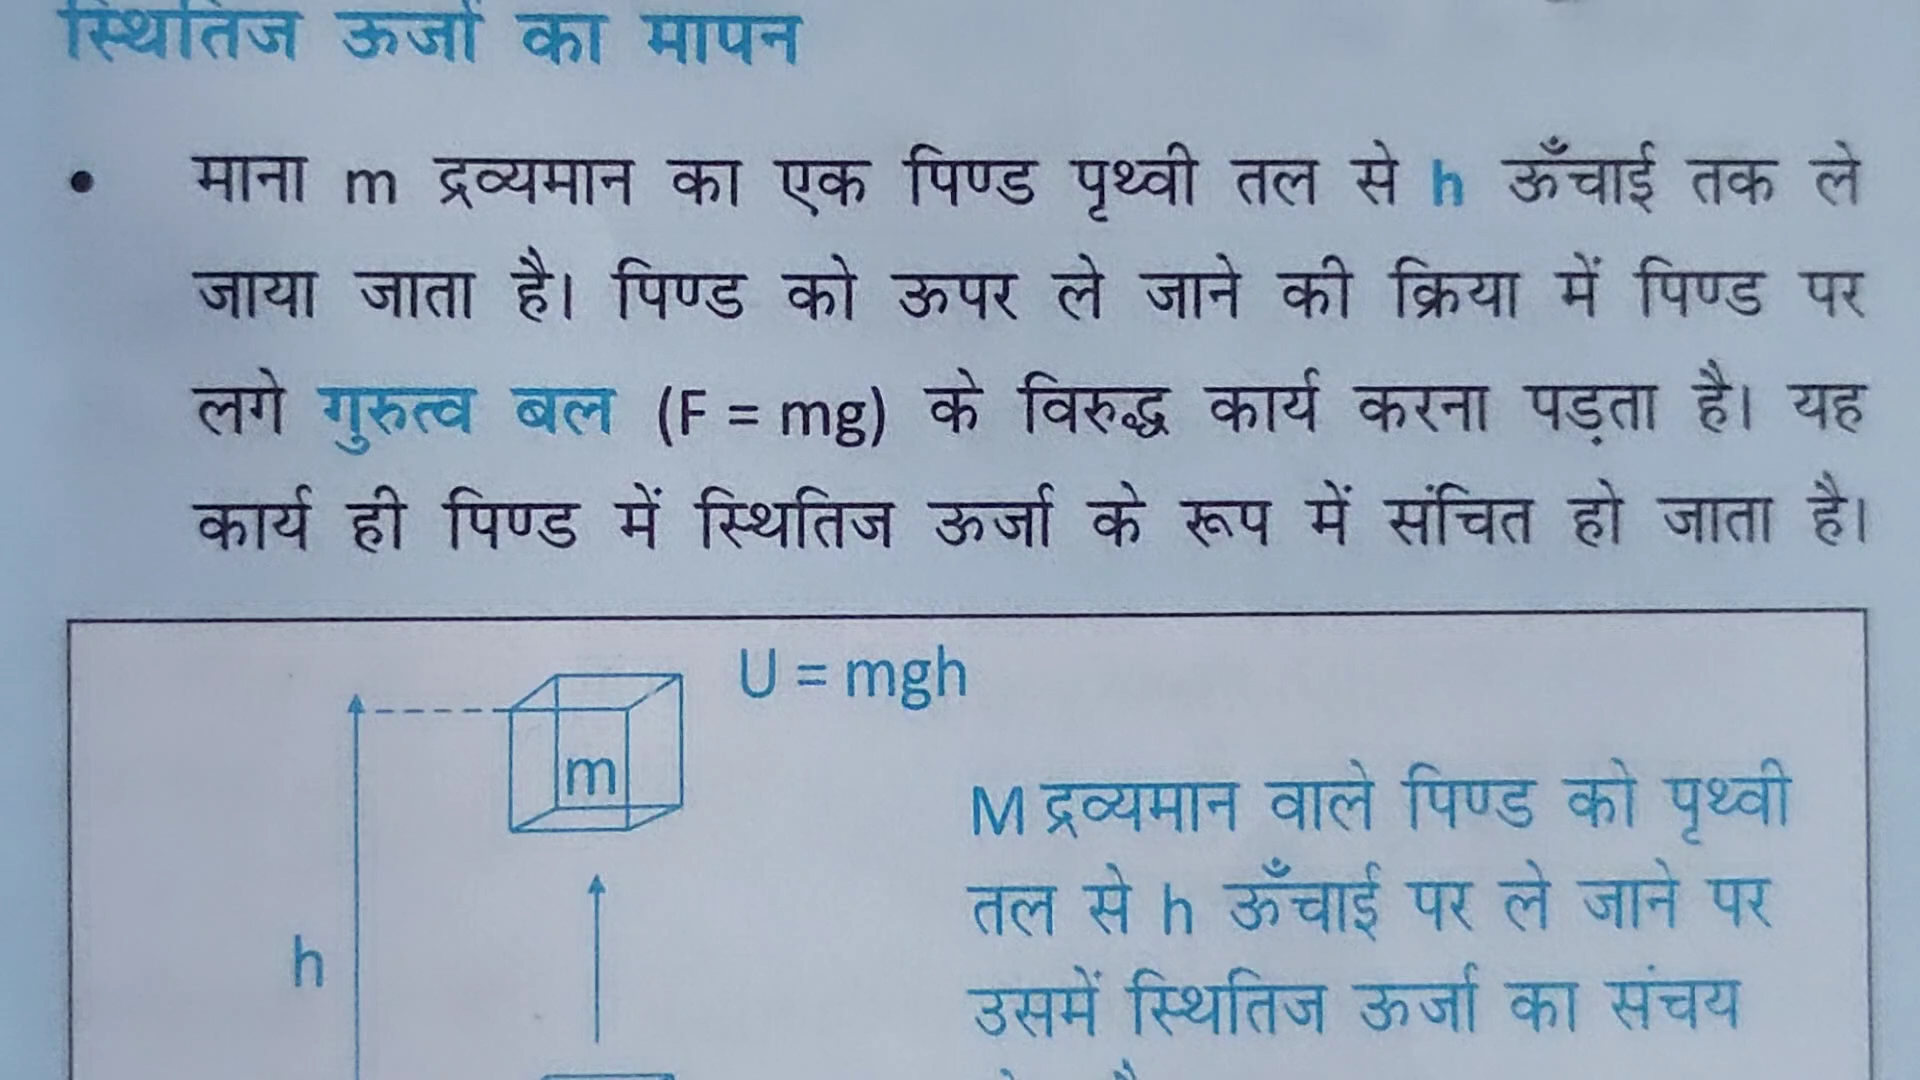 स्थितिज ऊर्जा का मापन
• माना m द्रव्यमान का एक पिण्ड पृथ्वी तल से h ऊँचाई तक ले
जाया जाता है। पिण्ड को ऊपर ले जाने की क्रिया में पिण्ड पर
लगे गुरुत्व बल (F = mg) के विरुद्ध कार्य करना पड़ता है। यह
कार्य ही पिण्ड में स्थितिज ऊर्जा के रूप में संचित हो जाता है।
U = mgh
m
M द्रव्यमान वाले पिण्ड को पृथ्वी
तल से h ऊँचाई पर ले जाने पर
h
उसमें स्थितिज ऊर्जा का संचय